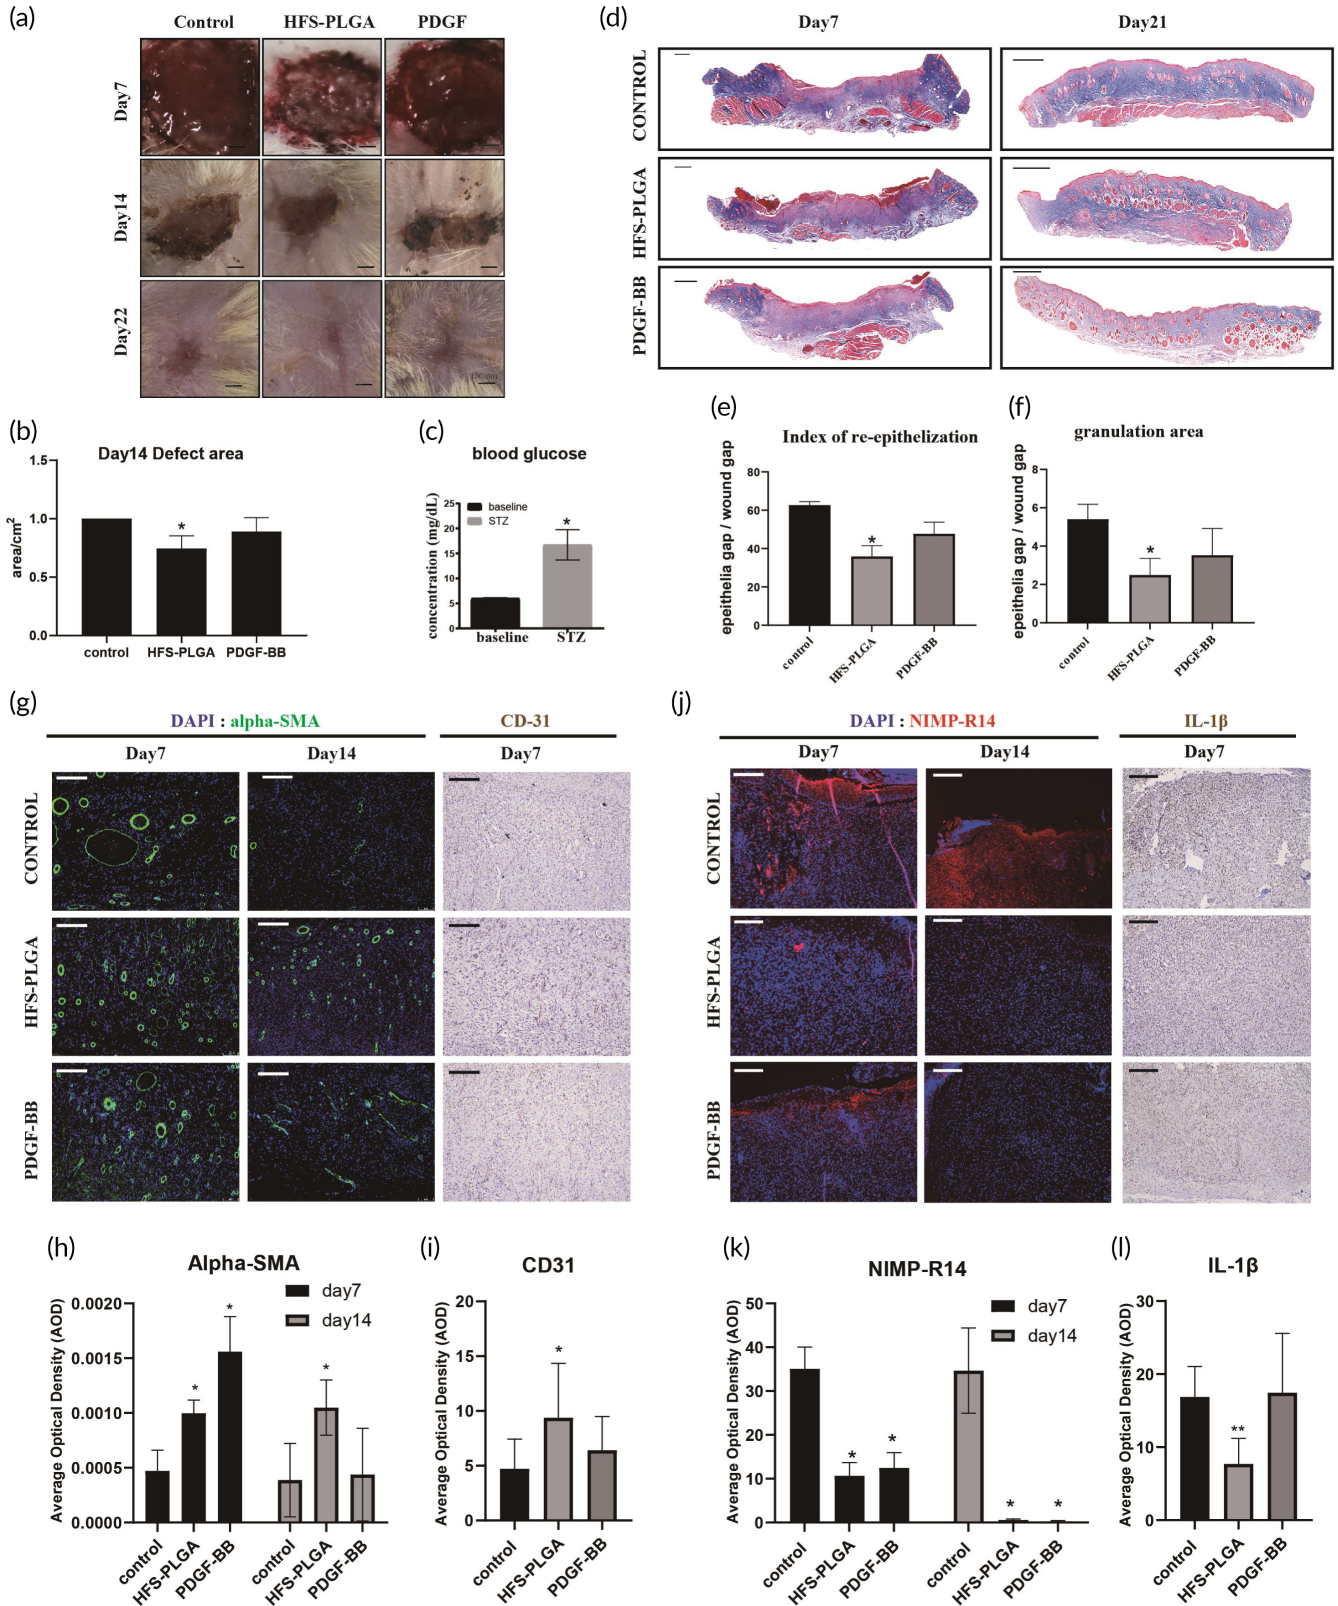 (a)
Control HFS-PLGA PDGF
Day7
Day14
Day22
(d)
Day7 Day21
CONTROL
HFS-PLGA
PDGF-BB
(b)
Day14 Defect area
area/cm²
1.5
1.0
0.5
0.0
control HFS-PLGA PDGF-BB
*
(c)
blood glucose
concentration (mg/dL)
25
20
15
10
5
0
baseline
STZ
*
baseline STZ
(e)
Index of re-epithelization
epeithelia gap / wound gap
80
60
40
20
0
*
control HFS-PLGA PDGF-BB
(f)
granulation area
epeithelia gap / wound gap
8
6
4
2
0
*
control HFS-PLGA PDGF-BB
(g)
DAPI : alpha-SMA CD-31
Day7 Day14 Day7
CONTROL
HFS-PLGA
PDGF-BB
(j)
DAPI : NIMP-R14 IL-1β
Day7 Day14 Day7
CONTROL
HFS-PLGA
PDGF-BB
(h)
Alpha-SMA
day7
day14
Average Optical Density (AOD)
0.0020
0.0015
0.0010
0.0005
0.0000
* * *
control HFS-PLGA PDGF-BB control HFS-PLGA PDGF-BB
(i)
CD31
Average Optical Density (AOD)
20
15
10
5
0
*
control HFS-PLGA PDGF-BB
(k)
NIMP-R14
day7
day14
Average Optical Density (AOD)
50
40
30
20
10
0
* * * *
control HFS-PLGA PDGF-BB control HFS-PLGA PDGF-BB
(l)
IL-1β
Average Optical Density (AOD)
30
20
10
0
**
control HFS-PLGA PDGF-BB